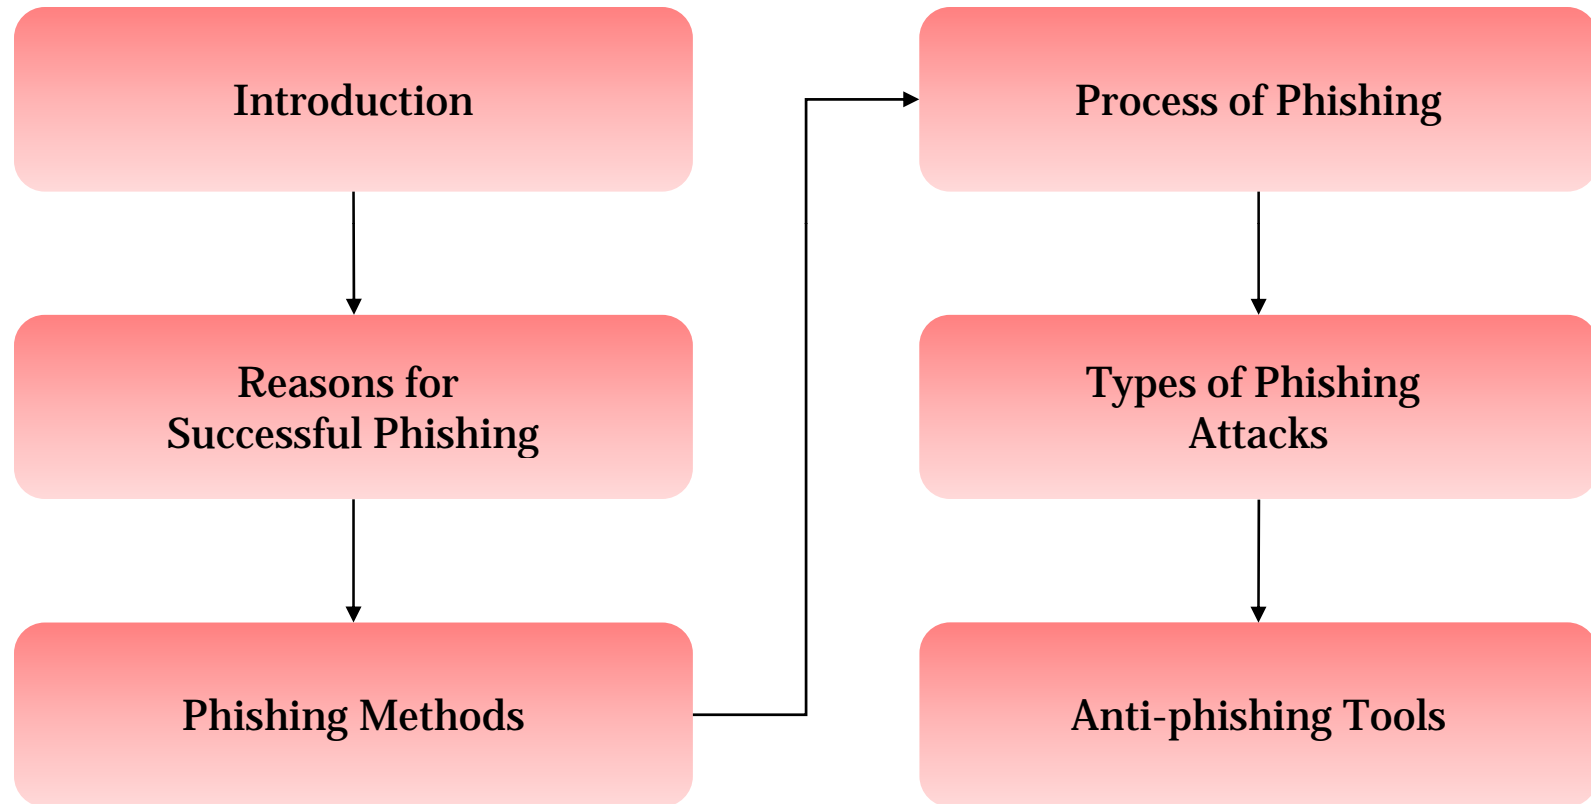 Introduction
Reasons for
Successful Phishing
Phishing Methods
Process of Phishing
Types of Phishing
Attacks
Anti-phishing Tools